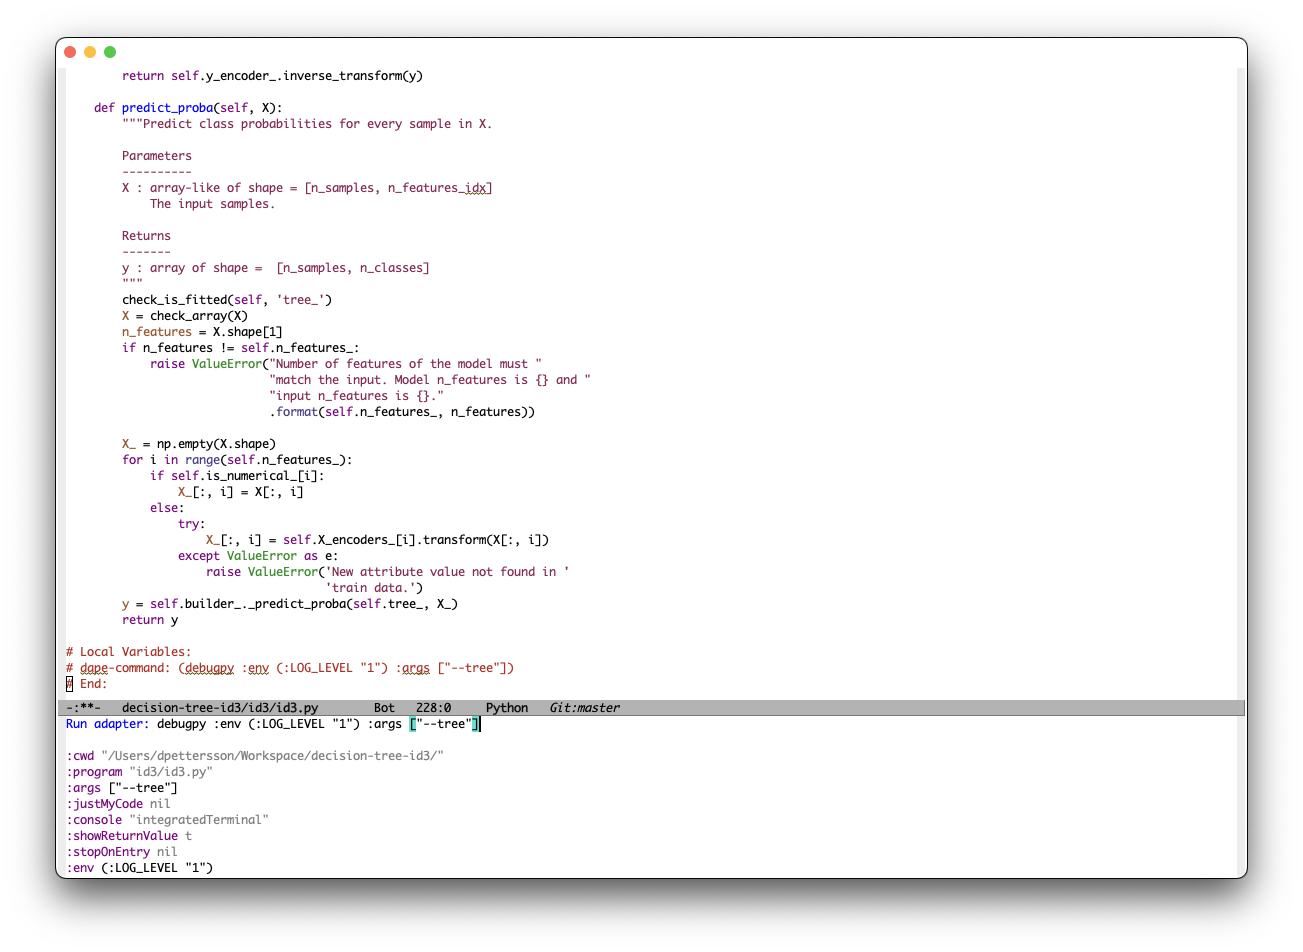 return self.y_encoder_.inverse_transform(y)

    def predict_proba(self, X):
        """Predict class probabilities for every sample in X.

        Parameters
        ----------
        X : array-like of shape = [n_samples, n_features_idx]
            The input samples.

        Returns
        -------
        y : array of shape =  [n_samples, n_classes]
        """
        check_is_fitted(self, 'tree_')
        X = check_array(X)
        n_features = X.shape[1]
        if n_features != self.n_features_:
            raise ValueError("Number of features of the model must "
                             "match the input. Model n_features is {} and "
                             "input n_features is {}."
                             .format(self.n_features_, n_features))

        X_ = np.empty(X.shape)
        for i in range(self.n_features_):
            if self.is_numerical_[i]:
                X_[:, i] = X[:, i]
            else:
                try:
                    X_[:, i] = self.X_encoders_[i].transform(X[:, i])
                except ValueError as e:
                    raise ValueError('New attribute value not found in '
                                     'train data.')
        y = self.builder_._predict_proba(self.tree_, X_)
        return y

# Local Variables:
# dape-command: (debugpy :env (:LOG_LEVEL "1") :args ["--tree"])
# End:
-:**-   decision-tree-id3/id3/id3.py        Bot   228:0     Python   Git:master
Run adapter: debugpy :env (:LOG_LEVEL "1") :args ["--tree"]

:cwd "/Users/dpettersson/Workspace/decision-tree-id3/"
:program "id3/id3.py"
:args ["--tree"]
:justMyCode nil
:console "integratedTerminal"
:showReturnValue t
:stopOnEntry nil
:env (:LOG_LEVEL "1")